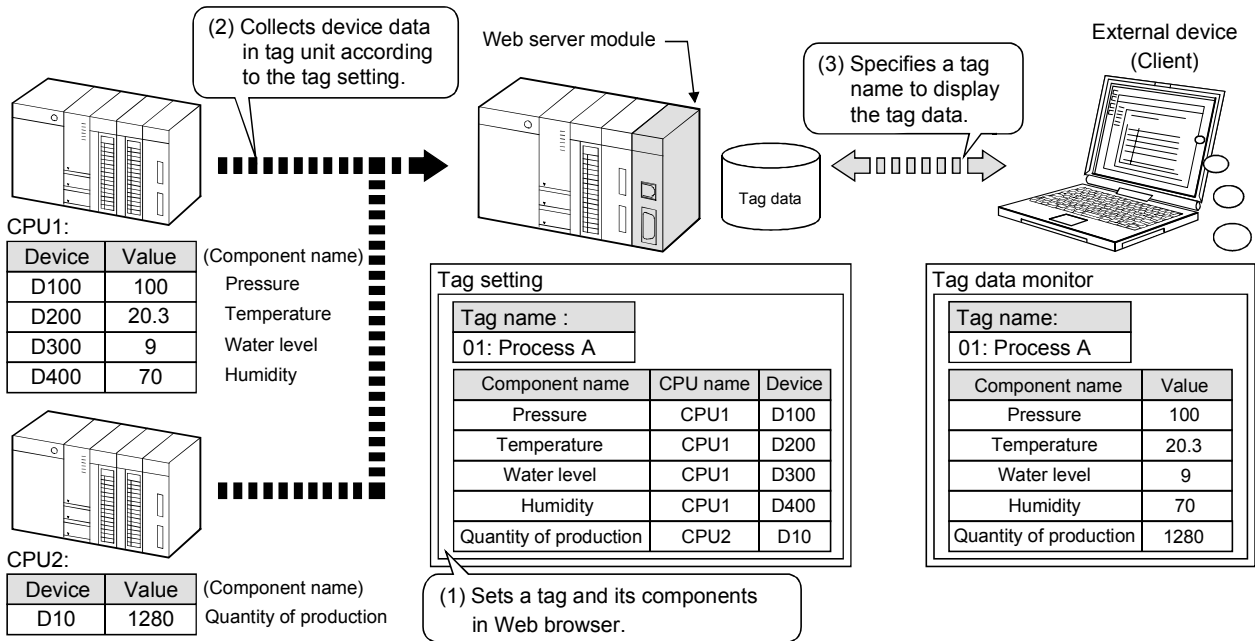 (2) Collects device data
in tag unit according
to the tag setting.
Web server module
External device
(Client)
(3) Specifies a tag
name to display
the tag data.
Tag data
CPU1:
Device Value (Component name)
D100 100 Pressure
D200 20.3 Temperature
D300 9 Water level
D400 70 Humidity
CPU2:
Device Value (Component name)
D10 1280 Quantity of production
Tag setting
Tag name :
01: Process A
Component name CPU name Device
Pressure CPU1 D100
Temperature CPU1 D200
Water level CPU1 D300
Humidity CPU1 D400
Quantity of production CPU2 D10
(1) Sets a tag and its components
in Web browser.
Tag data monitor
Tag name:
01: Process A
Component name Value
Pressure 100
Temperature 20.3
Water level 9
Humidity 70
Quantity of production 1280